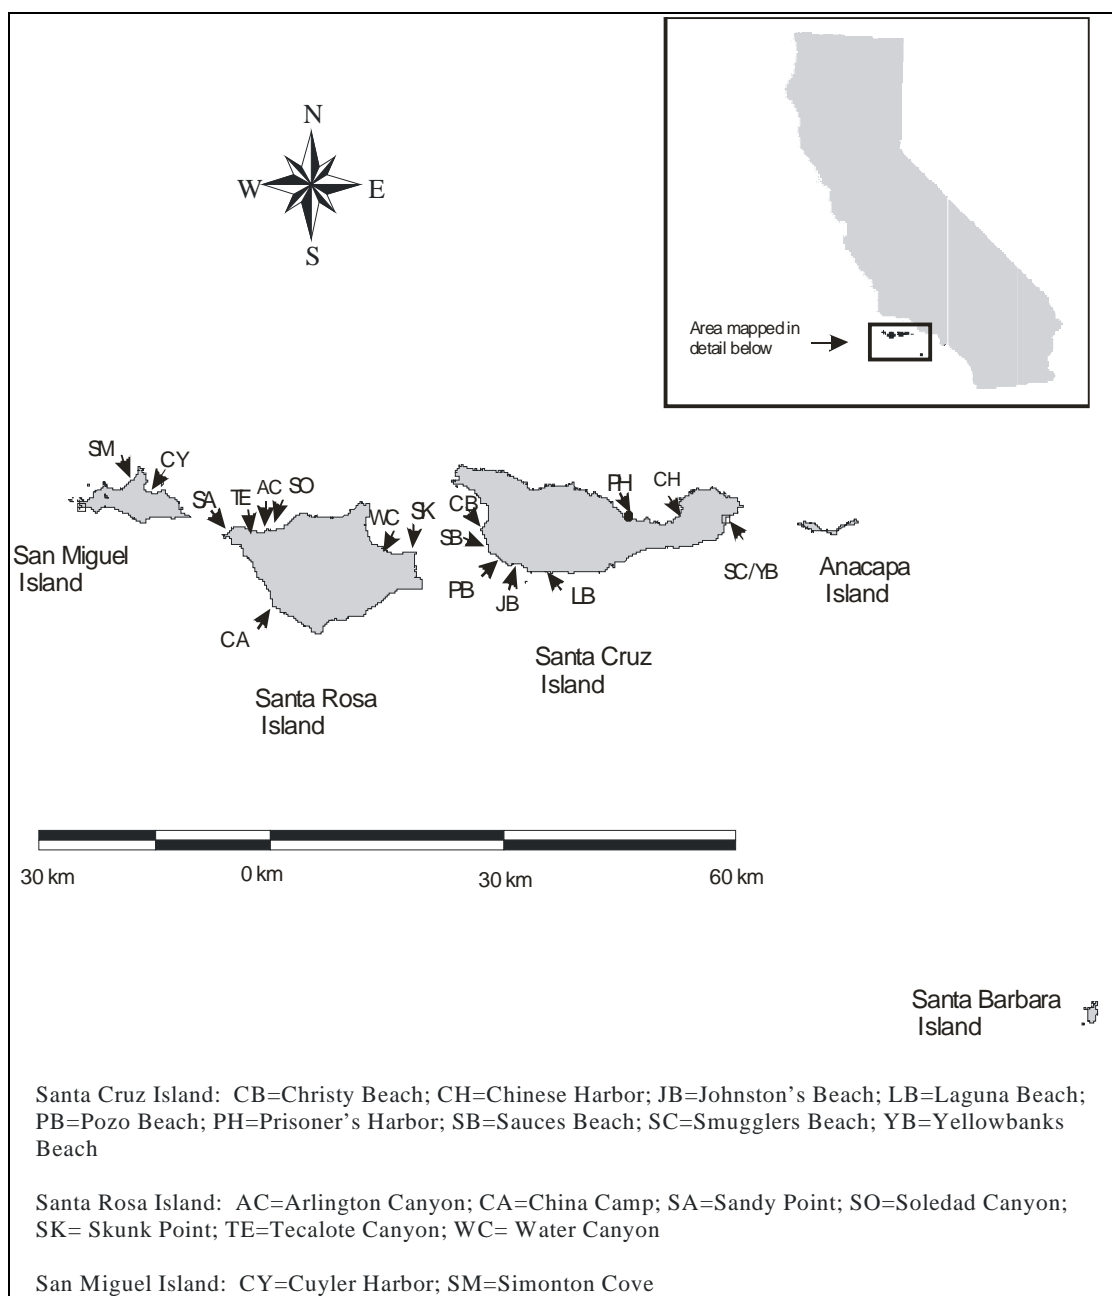 N
W
E
S
Area mapped in
detail below
SM
CY
SA
TE
AC
SO
WC
SK
CB
PH
CH
SB
PB
JB
LB
SC/YB
CA
San Miguel
Island
Anacapa
Island
Santa Cruz
Island
Santa Rosa
Island
30 km
0 km
30 km
60 km
Santa Barbara
Island
Santa Cruz Island: CB=Christy Beach; CH=Chinese Harbor; JB=Johnston's Beach; LB=Laguna Beach;
PB=Pozo Beach; PH=Prisoner's Harbor; SB=Sauces Beach; SC=Smugglers Beach; YB=Yellowbanks
Beach
Santa Rosa Island: AC=Arlington Canyon; CA=China Camp; SA=Sandy Point; SO=Soledad Canyon;
SK= Skunk Point; TE=Tecalote Canyon; WC= Water Canyon
San Miguel Island: CY=Cuyler Harbor; SM=Simonton Cove